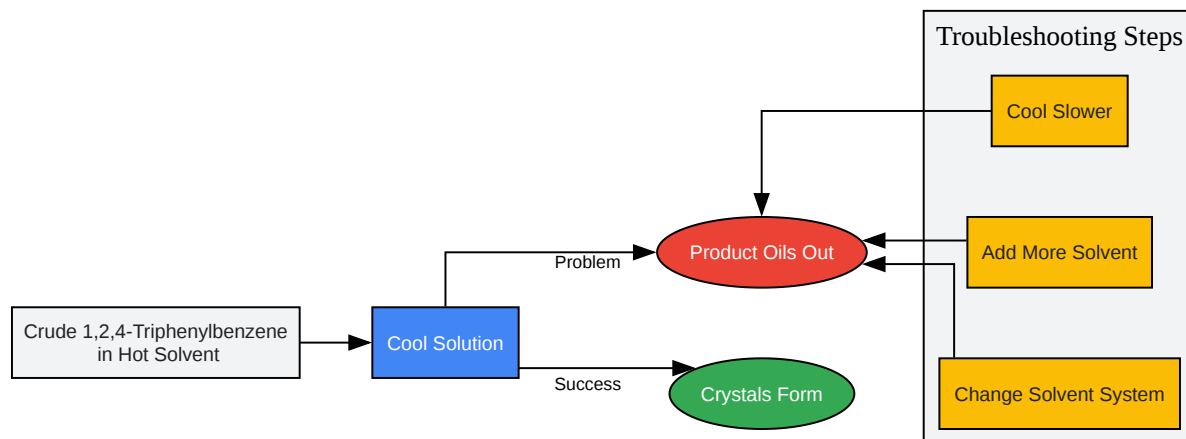 Troubleshooting Steps
Cool Slower
Product Oils Out
Add More Solvent
Problem
Crude 1,2,4-Triphenylbenzene
in Hot Solvent
Cool Solution
Success
Crystals Form
Change Solvent System